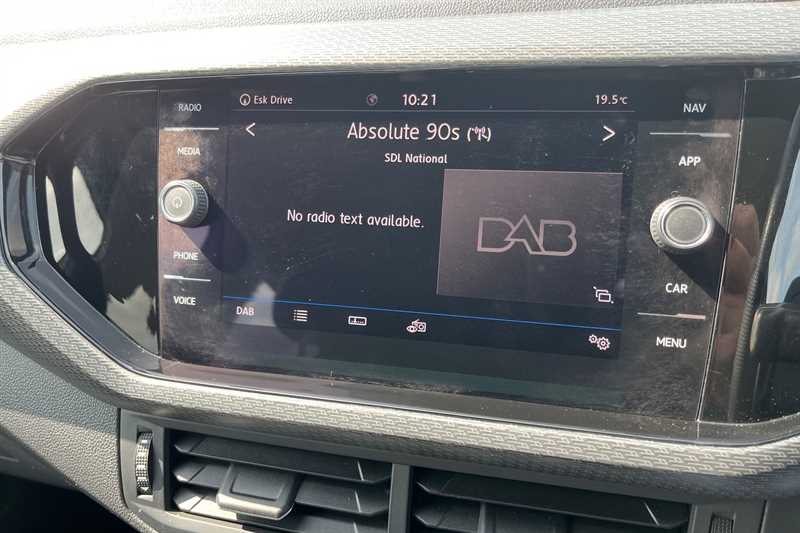 RADIO
MEDIA
PHONE
VOICE
Esk Drive
10:21
19.5°C
Absolute 90s
SDL National
No radio text available.
DAB
DAB
NAV
APP
CAR
MENU